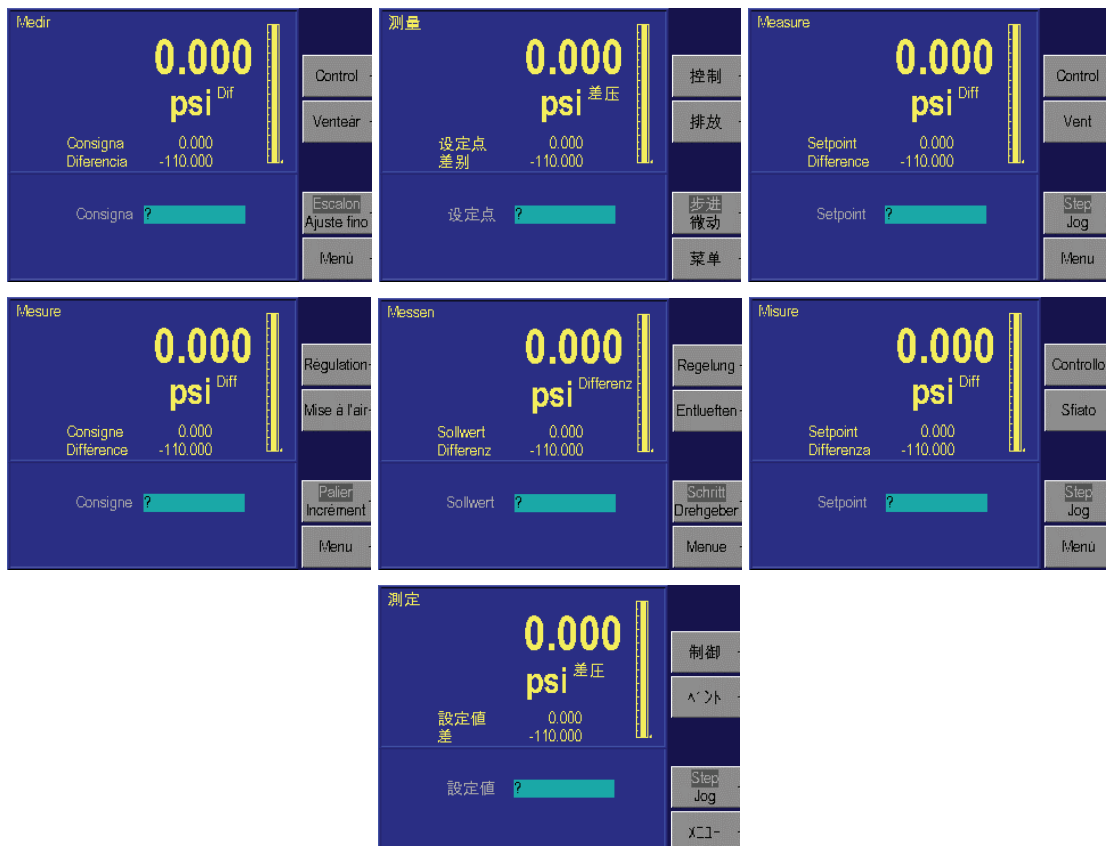 Medir
0.000
psi Dif
Consigna 0.000
Diferencia -110.000
Consigna ?
Control
Ventear
Escalon
Ajuste fino
Menú
测量
0.000
psi 差压
设定点 0.000
差别 -110.000
设定点 ?
控制
排放
步进
微动
菜单
Measure
0.000
psi Diff
Setpoint 0.000
Difference -110.000
Setpoint ?
Control
Vent
Step
Jog
Menu
Mesure
0.000
psi Diff
Consigne 0.000
Différence -110.000
Consigne ?
Régulation
Mise à l'air
Palier
Incrément
Menu
Messen
0.000
psi Differenz
Sollwert 0.000
Differenz -110.000
Sollwert ?
Regelung
Entlueften
Schritt
Drehgeber
Menue
Misure
0.000
psi Diff
Setpoint 0.000
Differenza -110.000
Setpoint ?
Controllo
Sfiato
Step
Jog
Menù
測定
0.000
psi 差圧
設定値 0.000
差 -110.000
設定値 ?
制御
ベント
Step
Jog
メニュー